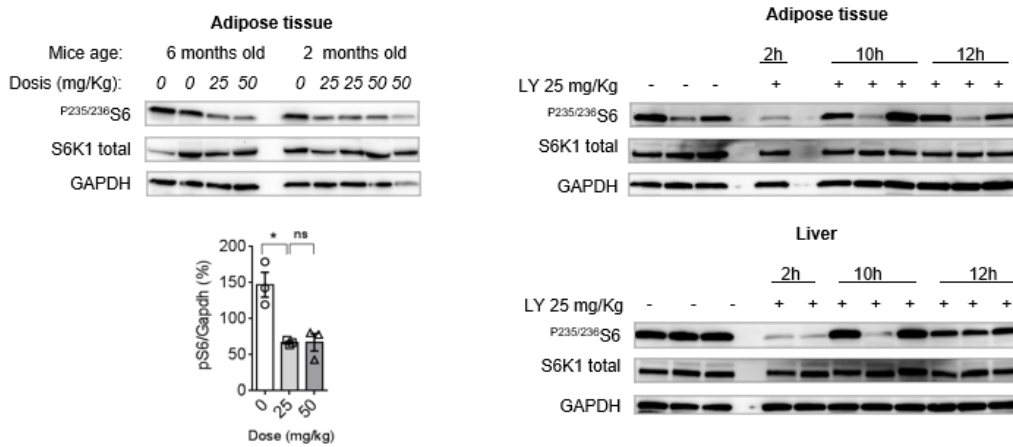 Adipose tissue
Mice age: 6 months old 2 months old
Dosis (mg/Kg): 0 0 25 50 0 25 25 50 50
P235/236S6
S6K1 total
GAPDH
* ns
200
150
100
50
0
pS6/Gapdh (%)
0 25 50
Dose (mg/kg)
Adipose tissue
2h 10h 12h
LY 25 mg/Kg - - - + + + + + + +
P235/236S6
S6K1 total
GAPDH
Liver
2h 10h 12h
LY 25 mg/Kg - - - + + + + + + + +
P235/236S6
S6K1 total
GAPDH